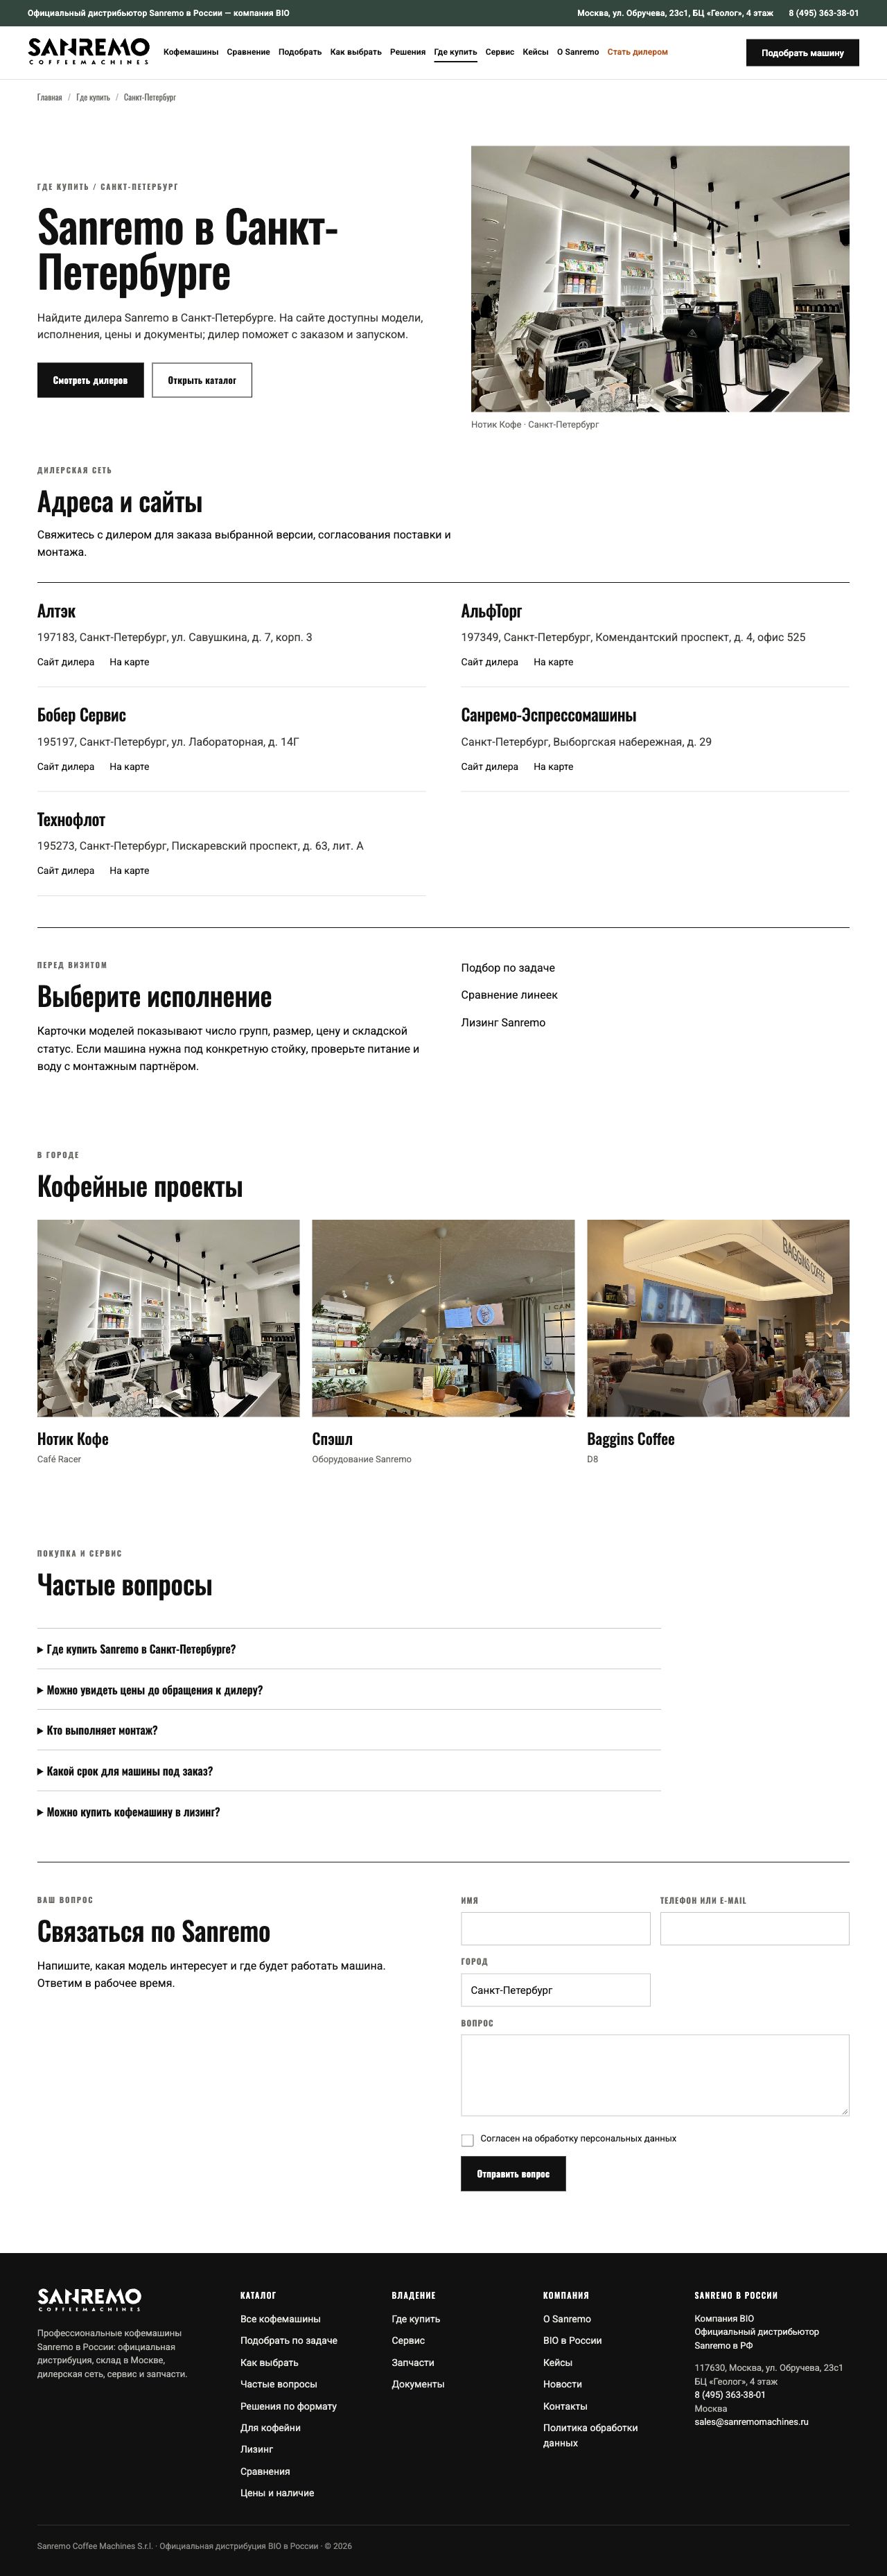 Официальный дистрибьютор Sanremo в России — компания BIO
Москва, ул. Обручева, 23с1, БЦ «Геолог», 4 этаж
8 (495) 363-38-01
SANREMO
COFFEEMACHINES
Кофемашины Сравнение Подобрать Как выбрать Решения Где купить Сервис Кейсы О Sanremo Стать дилером
Подобрать машину
Главная / Где купить / Санкт-Петербург
ГДЕ КУПИТЬ / САНКТ-ПЕТЕРБУРГ
Sanremo в Санкт-
Петербурге
Найдите дилера Sanremo в Санкт-Петербурге. На сайте доступны модели,
исполнения, цены и документы; дилер поможет с заказом и запуском.
Смотреть дилеров
Открыть каталог
Нотик Кофе · Санкт-Петербург
ДИЛЕРСКАЯ СЕТЬ
Адреса и сайты
Свяжитесь с дилером для заказа выбранной версии, согласования поставки и
монтажа.
Алтэк
197183, Санкт-Петербург, ул. Савушкина, д. 7, корп. 3
Сайт дилера На карте
АльфТорг
197349, Санкт-Петербург, Комендантский проспект, д. 4, офис 525
Сайт дилера На карте
Бобер Сервис
195197, Санкт-Петербург, ул. Лабораторная, д. 14Г
Сайт дилера На карте
Санремо-Эспрессомашины
Санкт-Петербург, Выборгская набережная, д. 29
Сайт дилера На карте
Технофлот
195273, Санкт-Петербург, Пискаревский проспект, д. 63, лит. А
Сайт дилера На карте
ПЕРЕД ВИЗИТОМ
Выберите исполнение
Карточки моделей показывают число групп, размер, цену и складской
статус. Если машина нужна под конкретную стойку, проверьте питание и
воду с монтажным партнёром.
Подбор по задаче
Сравнение линеек
Лизинг Sanremo
В ГОРОДЕ
Кофейные проекты
I CAN
BAGGINS COFFEE
Нотик Кофе
Café Racer
Спэшл
Оборудование Sanremo
Baggins Coffee
D8
ПОКУПКА И СЕРВИС
Частые вопросы
Где купить Sanremo в Санкт-Петербурге?
Можно увидеть цены до обращения к дилеру?
Кто выполняет монтаж?
Какой срок для машины под заказ?
Можно купить кофемашину в лизинг?
ВАШ ВОПРОС
Связаться по Sanremo
Напишите, какая модель интересует и где будет работать машина.
Ответим в рабочее время.
ИМЯ
ТЕЛЕФОН ИЛИ E-MAIL
ГОРОД
Санкт-Петербург
ВОПРОС
Согласен на обработку персональных данных
Отправить вопрос
SANREMO
COFFEEMACHINES
Профессиональные кофемашины
Sanremo в России: официальная
дистрибуция, склад в Москве,
дилерская сеть, сервис и запчасти.
КАТАЛОГ
Все кофемашины
Подобрать по задаче
Как выбрать
Частые вопросы
Решения по формату
Для кофейни
Лизинг
Сравнения
Цены и наличие
ВЛАДЕНИЕ
Где купить
Сервис
Запчасти
Документы
КОМПАНИЯ
О Sanremo
BIO в России
Кейсы
Новости
Контакты
Политика обработки
данных
SANREMO В РОССИИ
Компания BIO
Официальный дистрибьютор
Sanremo в РФ
117630, Москва, ул. Обручева, 23с1
БЦ «Геолог», 4 этаж
8 (495) 363-38-01
Москва
sales@sanremomachines.ru
Sanremo Coffee Machines S.r.l. · Официальная дистрибуция BIO в России · © 2026